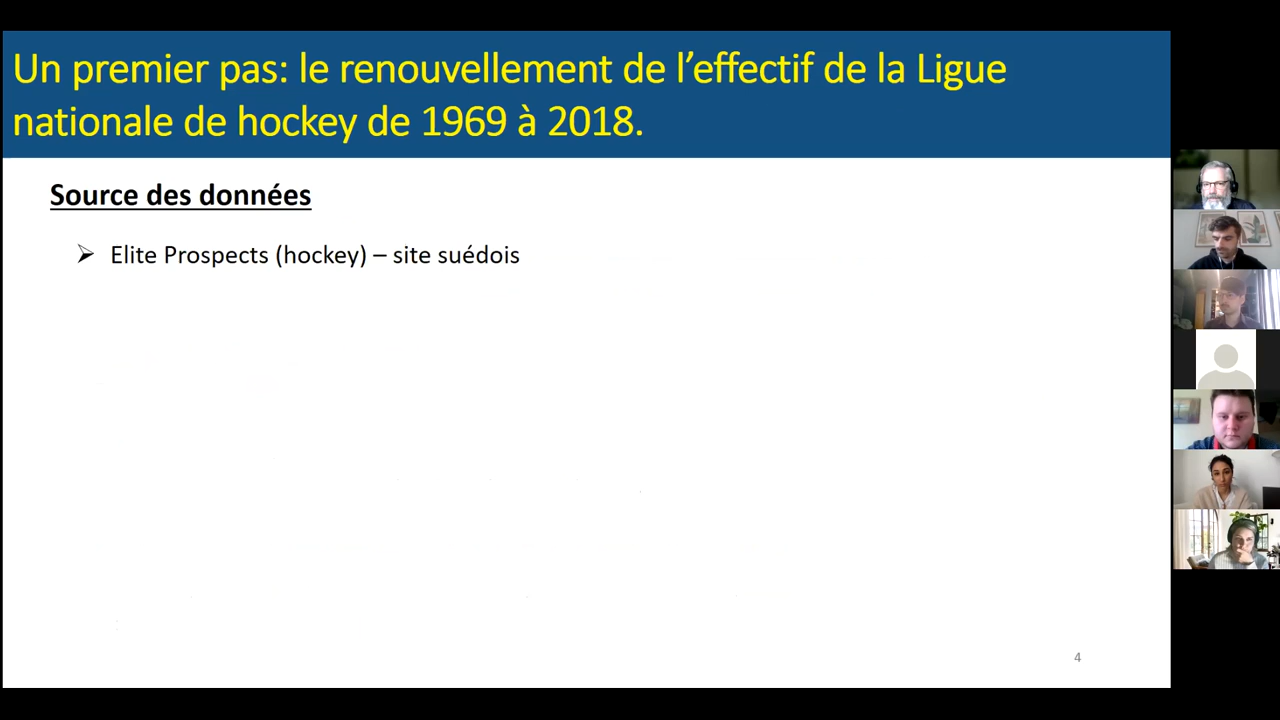 Un premier pas: le renouvellement de l’effectif de la Ligue
nationale de hockey de 1969 à 2018.
Source des données
➢ Elite Prospects (hockey) – site suédois
4